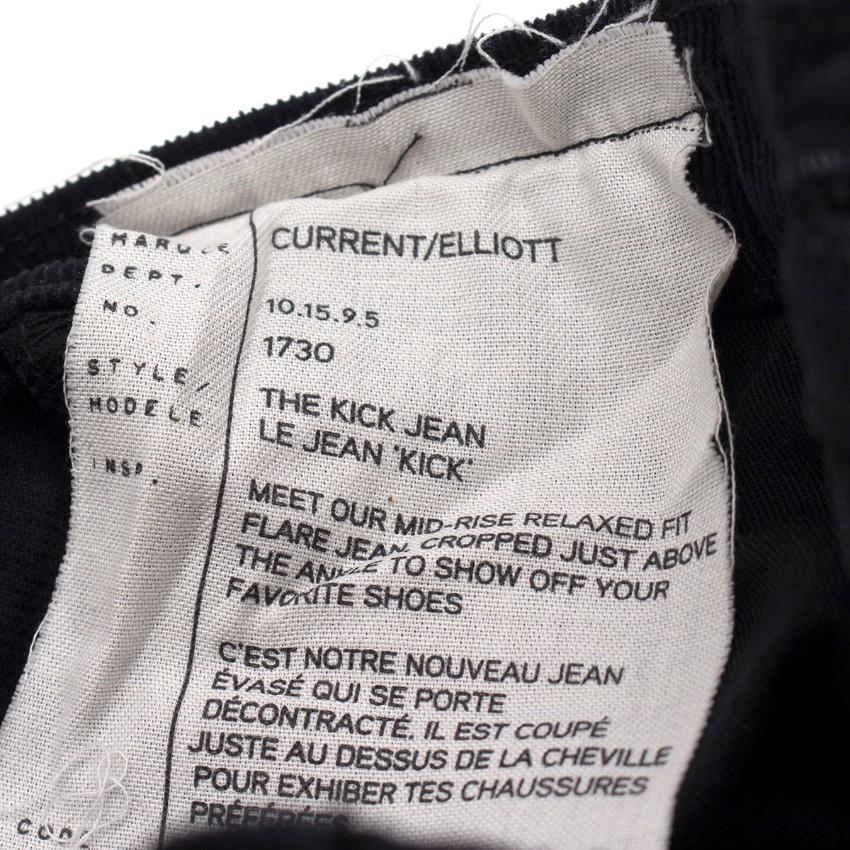 MARQUE CURRENT/ELLIOTT
DEPT.
NO. 10.15.9.5
1730
STYLE/ THE KICK JEAN
MODELE LE JEAN 'KICK'
INSP.
MEET OUR MID-RISE RELAXED FIT
FLARE JEAN, CROPPED JUST ABOVE
THE ANKLE TO SHOW OFF YOUR
FAVORITE SHOES
C'EST NOTRE NOUVEAU JEAN
ÉVASÉ QUI SE PORTE
DÉCONTRACTÉ. IL EST COUPÉ
JUSTE AU DESSUS DE LA CHEVILLE
POUR EXHIBER TES CHAUSSURES
PRÉFÉRÉES